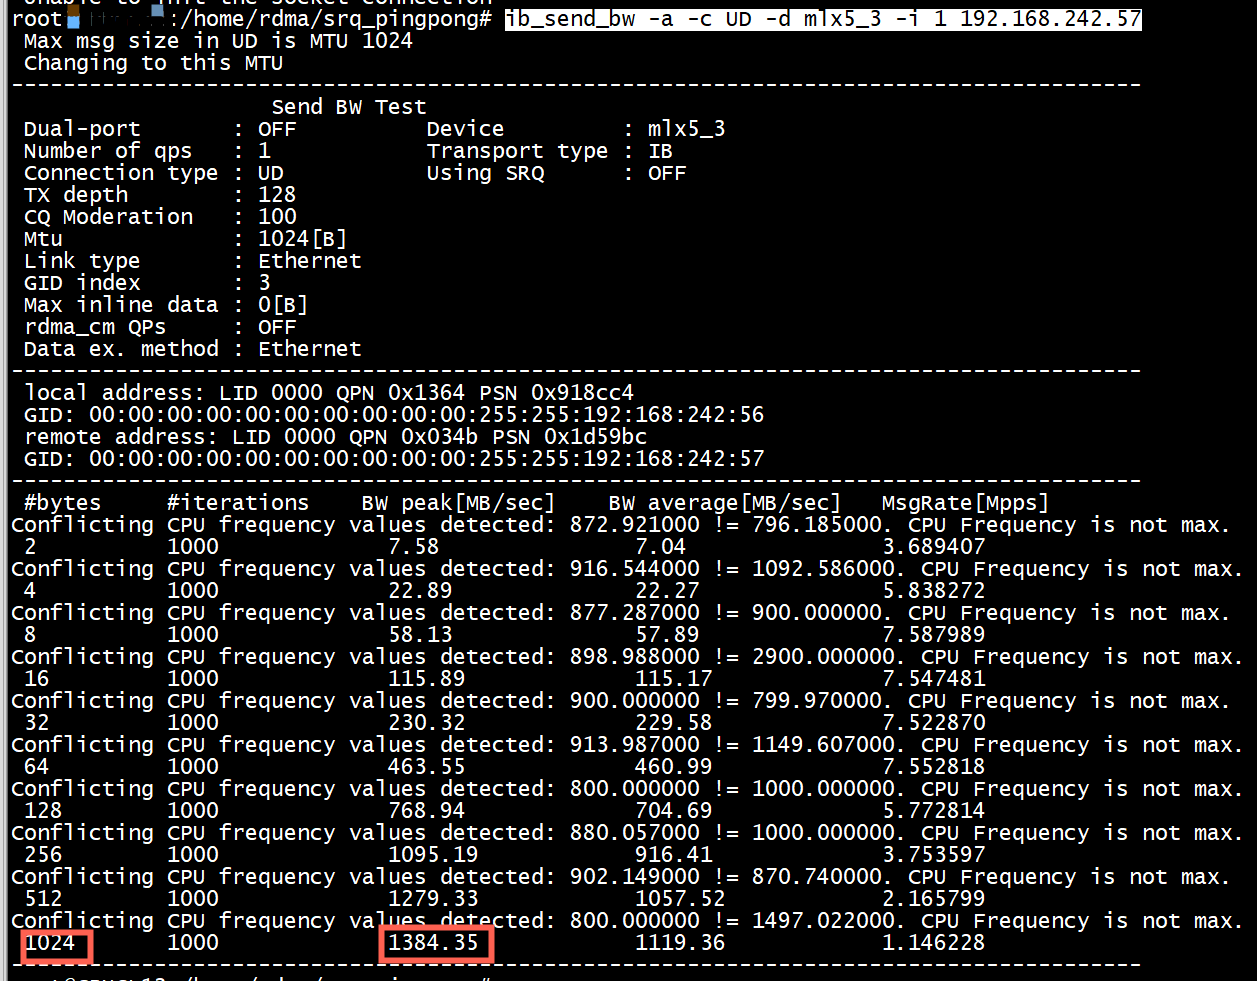 root :/home/rdma/srq_pingpong# ib_send_bw -a -c UD -d mlx5_3 -i 1 192.168.242.57
Max msg size in UD is MTU 1024
Changing to this MTU
---------------------------------------------------------------------------------------
Send BW Test
Dual-port : OFF Device : mlx5_3
Number of qps : 1 Transport type : IB
Connection type : UD Using SRQ : OFF
TX depth : 128
CQ Moderation : 100
Mtu : 1024[B]
Link type : Ethernet
GID index : 3
Max inline data : 0[B]
rdma_cm QPs : OFF
Data ex. method : Ethernet
---------------------------------------------------------------------------------------
local address: LID 0000 QPN 0x1364 PSN 0x918cc4
GID: 00:00:00:00:00:00:00:00:00:00:255:255:192:168:242:56
remote address: LID 0000 QPN 0x034b PSN 0x1d59bc
GID: 00:00:00:00:00:00:00:00:00:00:255:255:192:168:242:57
---------------------------------------------------------------------------------------
#bytes #iterations BW peak[MB/sec] BW average[MB/sec] MsgRate[Mpps]
Conflicting CPU frequency values detected: 872.921000 != 796.185000. CPU Frequency is not max.
2 1000 7.58 7.04 3.689407
Conflicting CPU frequency values detected: 916.544000 != 1092.586000. CPU Frequency is not max.
4 1000 22.89 22.27 5.838272
Conflicting CPU frequency values detected: 877.287000 != 900.000000. CPU Frequency is not max.
8 1000 58.13 57.89 7.587989
Conflicting CPU frequency values detected: 898.988000 != 2900.000000. CPU Frequency is not max.
16 1000 115.89 115.17 7.547481
Conflicting CPU frequency values detected: 900.000000 != 799.970000. CPU Frequency is not max.
32 1000 230.32 229.58 7.522870
Conflicting CPU frequency values detected: 913.987000 != 1149.607000. CPU Frequency is not max.
64 1000 463.55 460.99 7.552818
Conflicting CPU frequency values detected: 800.000000 != 1000.000000. CPU Frequency is not max.
128 1000 768.94 704.69 5.772814
Conflicting CPU frequency values detected: 880.057000 != 1000.000000. CPU Frequency is not max.
256 1000 1095.19 916.41 3.753597
Conflicting CPU frequency values detected: 902.149000 != 870.740000. CPU Frequency is not max.
512 1000 1279.33 1057.52 2.165799
Conflicting CPU frequency values detected: 800.000000 != 1497.022000. CPU Frequency is not max.
1024 1000 1384.35 1119.36 1.146228
---------------------------------------------------------------------------------------